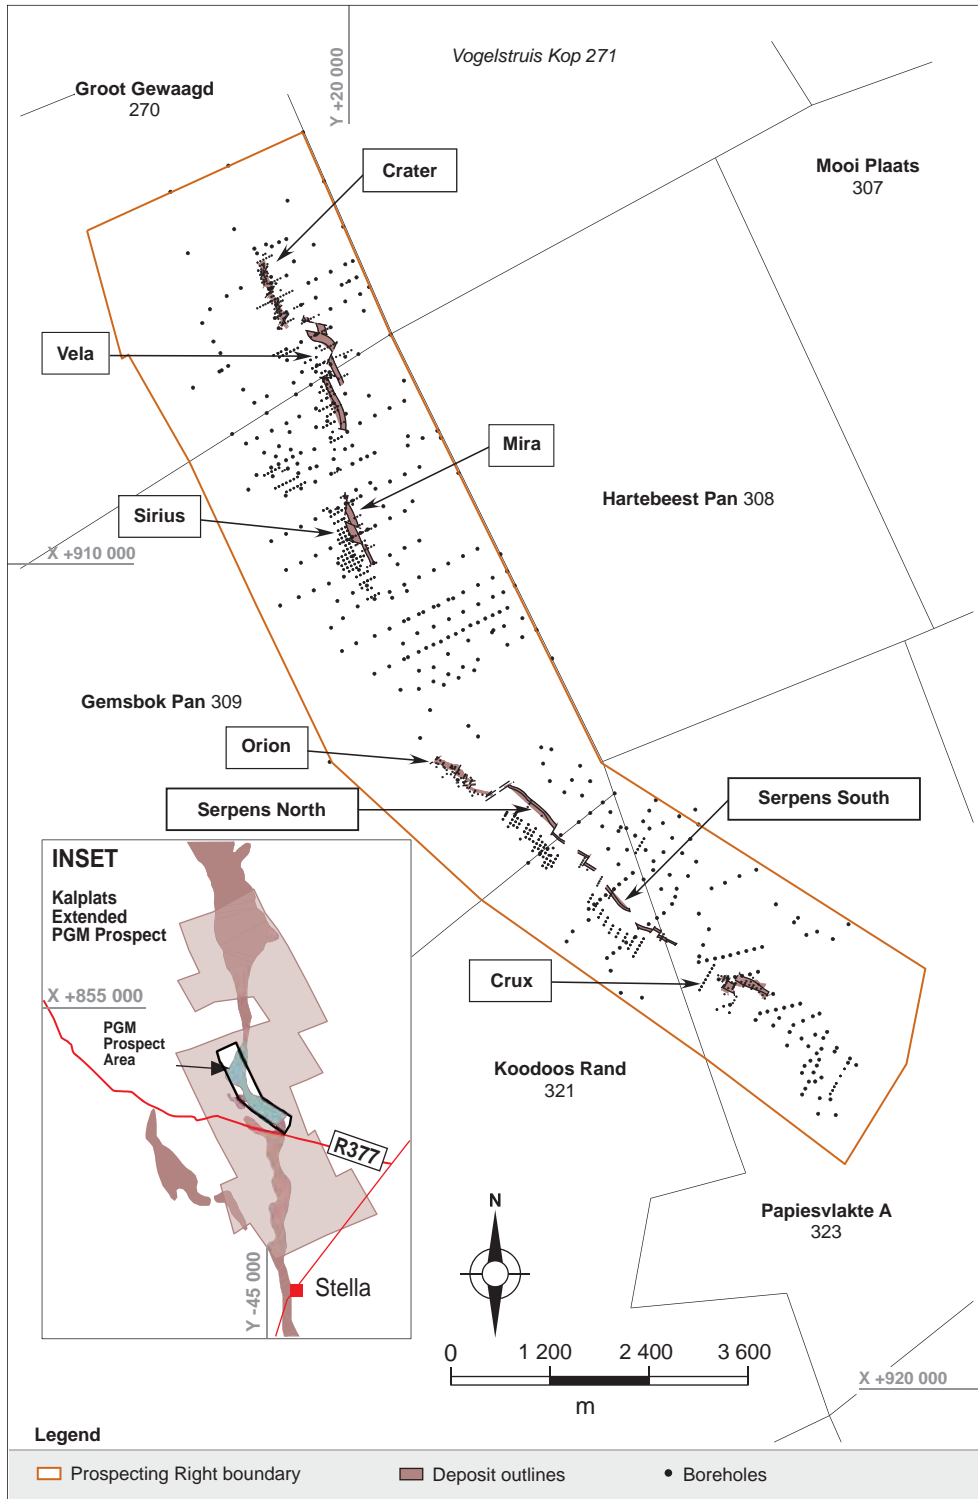 Vogelstruis Kop 271
Y +20 000
Groot Gewaagd
270
Crater
Mooi Plaats
307
Vela
Mira
Hartebeest Pan 308
Sirius
X +910 000
Gemsbok Pan 309
Orion
Serpens North
Serpens South
Crux
Koodoos Rand
321
Papiesvlakte A
323
INSET
Kalplats
Extended
PGM Prospect
X +855 000
PGM
Prospect
Area
R377
Y -45 000
Stella
N
0 1 200 2 400 3 600
m
X +920 000
Legend
Prospecting Right boundary
Deposit outlines
Boreholes